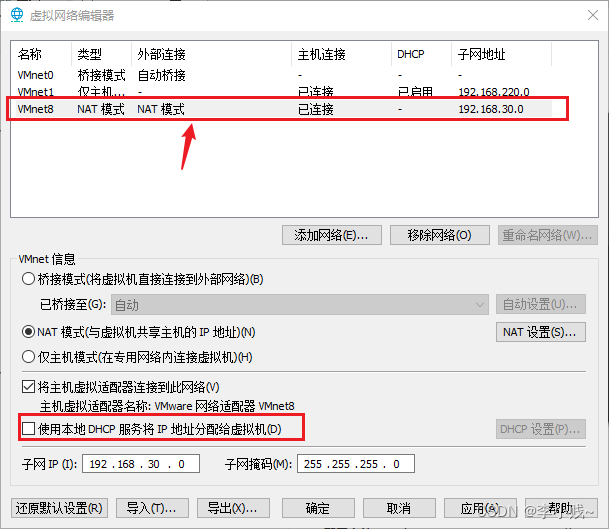 虚拟网络编辑器
名称 类型 外部连接 主机连接 DHCP 子网地址
VMnet0 桥接模式 自动桥接 - - -
VMnet1 仅主机... - 已连接 已启用 192.168.220.0
VMnet8 NAT 模式 NAT 模式 已连接 - 192.168.30.0
添加网络(E)... 移除网络(O) 重命名网络(W)...
VMnet 信息
桥接模式(将虚拟机直接连接到外部网络)(B)
已桥接至(G): 自动 自动设置(U)...
NAT 模式(与虚拟机共享主机的 IP 地址)(N) NAT 设置(S)...
仅主机模式(在专用网络内连接虚拟机)(H)
将主机虚拟适配器连接到此网络(V)
主机虚拟适配器名称: VMware 网络适配器 VMnet8
使用本地 DHCP 服务将 IP 地址分配给虚拟机(D) DHCP 设置(P)...
子网 IP (I): 192 . 168 . 30 . 0 子网掩码(M): 255 . 255 . 255 . 0
还原默认设置(R) 导入(T)... 导出(X)... 确定 取消 应用(A) 帮助